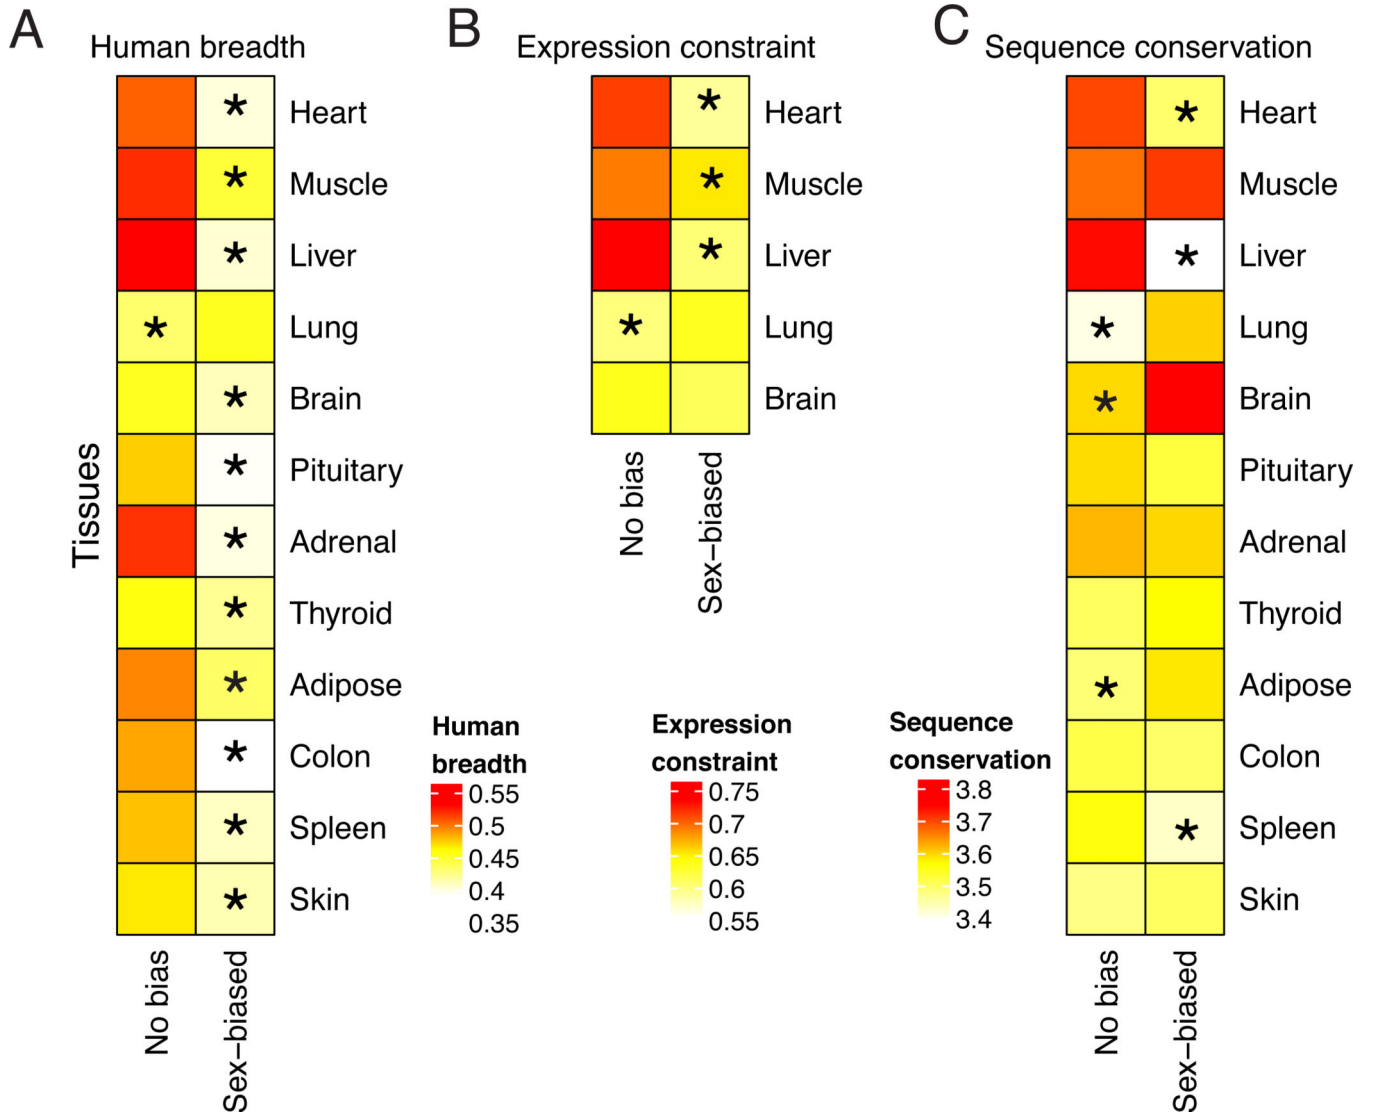 A
Human breadth
Heart
Muscle
Liver
Lung
Brain
Pituitary
Adrenal
Thyroid
Adipose
Colon
Spleen
Skin
Tissues
No bias
Sex–biased
B
Expression constraint
Heart
Muscle
Liver
Lung
Brain
No bias
Sex–biased
Human
breadth
0.55
0.5
0.45
0.4
0.35
Expression
constraint
0.75
0.7
0.65
0.6
0.55
Sequence
conservation
3.8
3.7
3.6
3.5
3.4
C
Sequence conservation
Heart
Muscle
Liver
Lung
Brain
Pituitary
Adrenal
Thyroid
Adipose
Colon
Spleen
Skin
No bias
Sex–biased